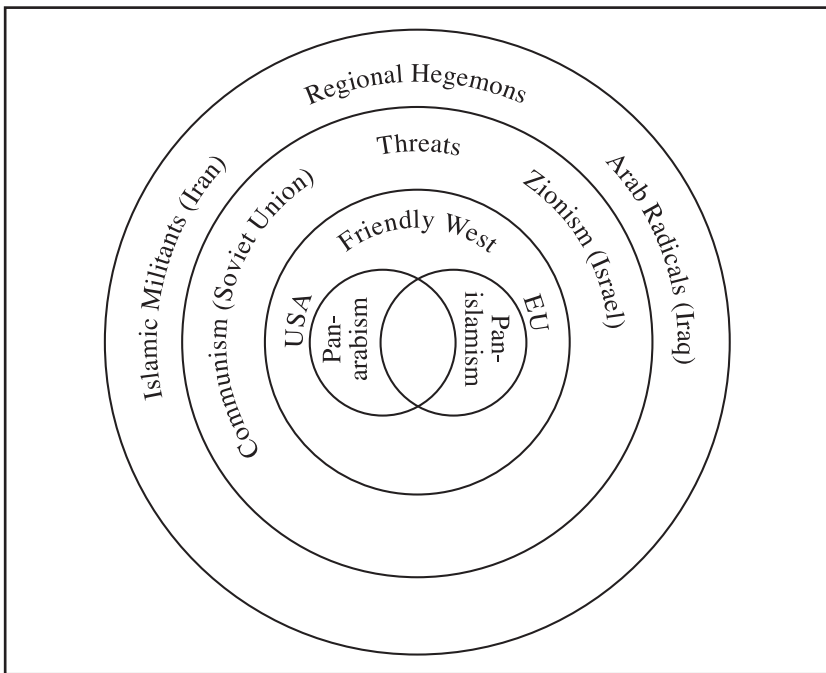 Regional Hegemons
Islamic Militants (Iran)
Arab Radicals (Iraq)
Threats
Communism (Soviet Union)
Zionism (Israel)
Friendly West
USA
EU
Pan-
arabism
Pan-
islamism